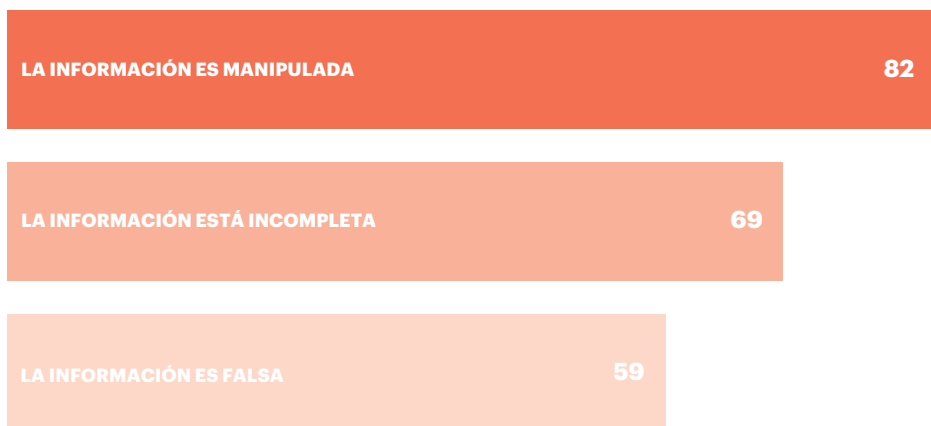 LA INFORMACIÓN ES MANIPULADA 82
LA INFORMACIÓN ESTÁ INCOMPLETA 69
LA INFORMACIÓN ES FALSA 59